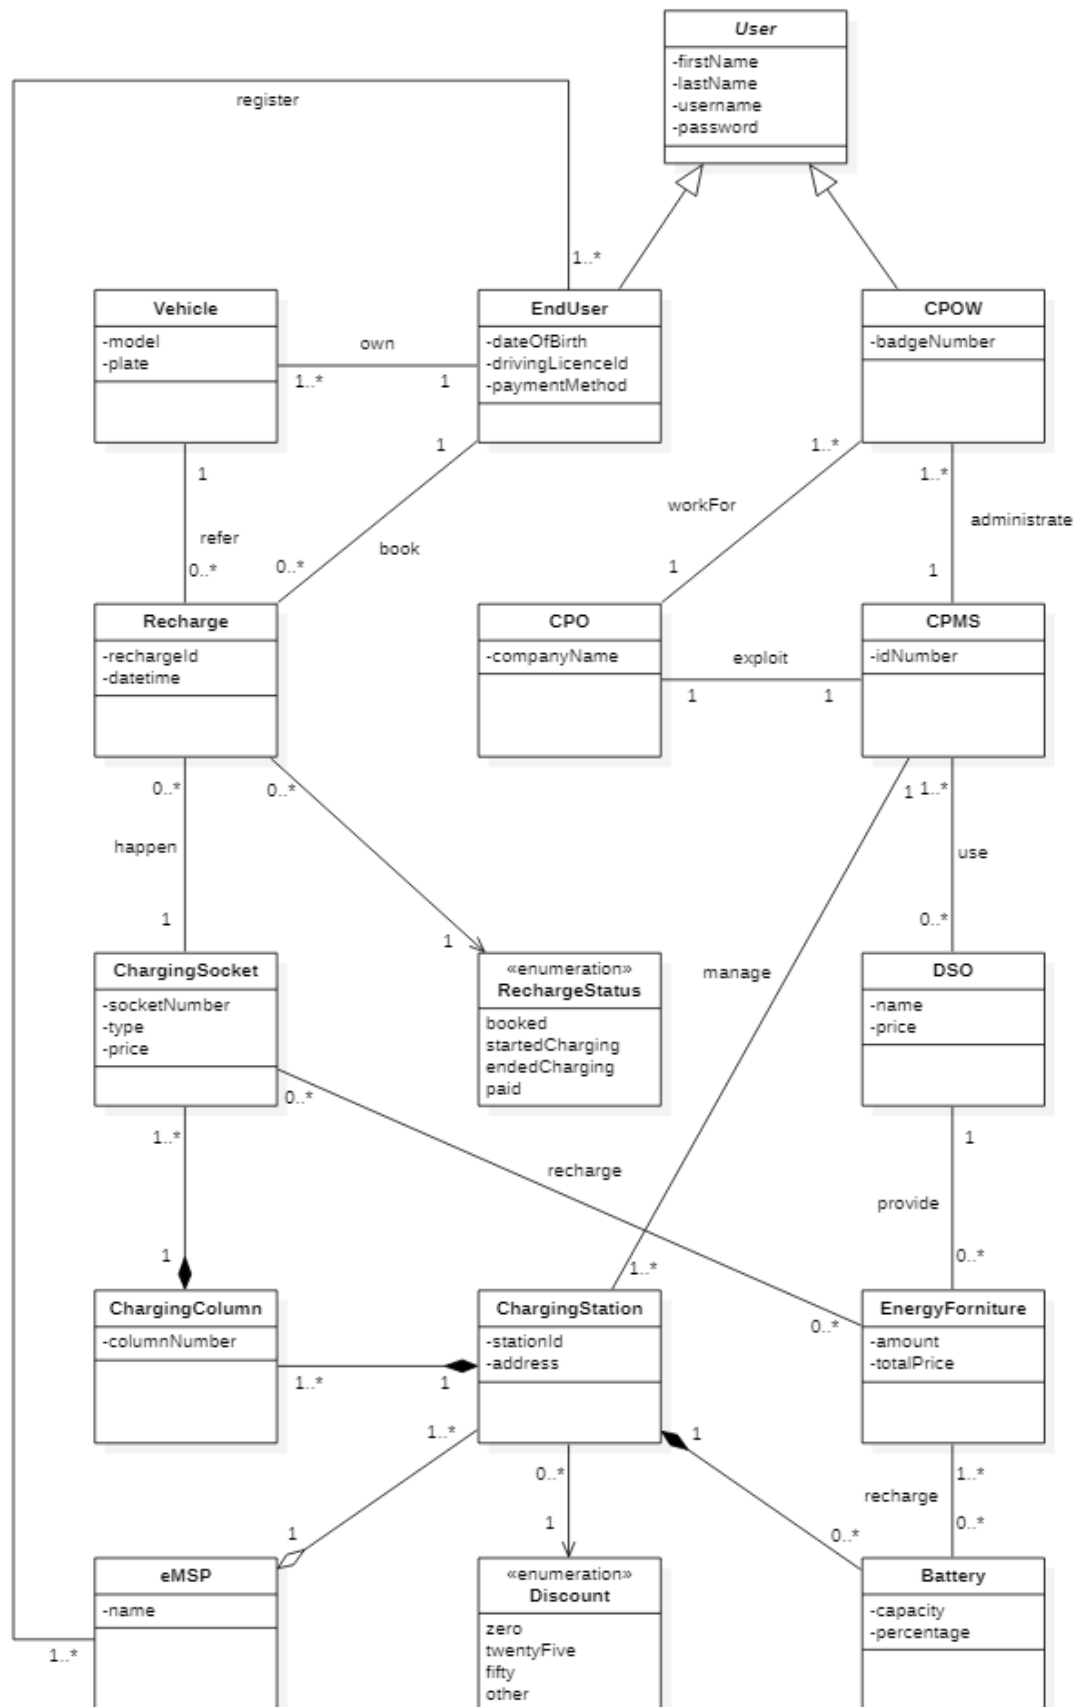 User
-firstName
-lastName
-username
-password
register
1..*
Vehicle
-model
-plate
own
1..*
1
EndUser
-dateOfBirth
-drivingLicenceId
-paymentMethod
CPOW
-badgeNumber
1
refer
0..*
1
book
0..*
1..*
workFor
1
1..*
administrate
1
Recharge
-rechargeId
-datetime
CPO
-companyName
exploit
1
1
CPMS
-idNumber
0..*
happen
1
0..*
1
1
manage
1..*
1..*
use
0..*
ChargingSocket
-socketNumber
-type
-price
«enumeration»
RechargeStatus
booked
startedCharging
endedCharging
paid
DSO
-name
-price
0..*
recharge
0..*
1..*
1
1
provide
0..*
ChargingColumn
-columnNumber
1..*
1
ChargingStation
-stationId
-address
EnergyForniture
-amount
-totalPrice
1..*
1
0..*
1
1
0..*
1..*
recharge
0..*
eMSP
-name
1..*
«enumeration»
Discount
zero
twentyFive
fifty
other
Battery
-capacity
-percentage